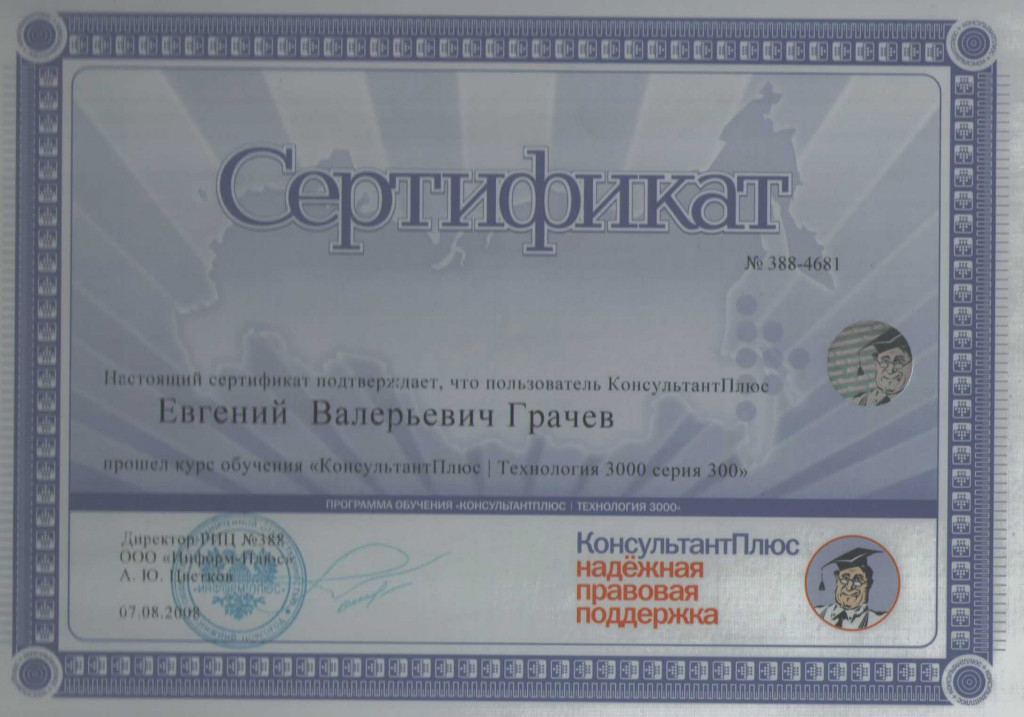 Сертификат
№ 388-4681
Настоящий сертификат подтверждает, что пользователь КонсультантПлюс
Евгений Валерьевич Грачев
прошел курс обучения «КонсультантПлюс | Технология 3000 серия 300»
ПРОГРАММА ОБУЧЕНИЯ «КОНСУЛЬТАНТПЛЮС | ТЕХНОЛОГИЯ 3000»
Директор РИЦ №388
ООО «Информ-Плюс»
А. Ю. Цветков
«ИНФОРМ-ПЛЮС»
07.08.2008
КонсультантПлюс
надёжная
правовая
поддержка